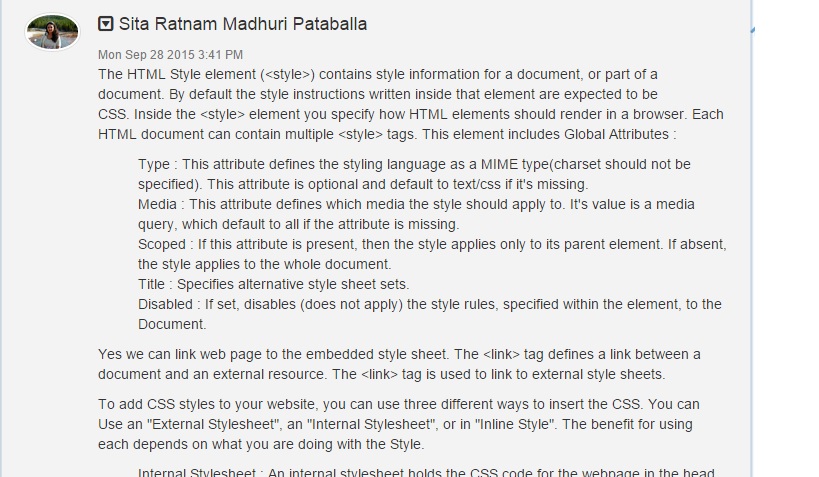 Sita Ratnam Madhuri Pataballa
Mon Sep 28 2015 3:41 PM
The HTML Style element (<style>) contains style information for a document, or part of a
document. By default the style instructions written inside that element are expected to be
CSS. Inside the <style> element you specify how HTML elements should render in a browser. Each
HTML document can contain multiple <style> tags. This element includes Global Attributes :
Type : This attribute defines the styling language as a MIME type(charset should not be
specified). This attribute is optional and default to text/css if it's missing.
Media : This attribute defines which media the style should apply to. It's value is a media
query, which default to all if the attribute is missing.
Scoped : If this attribute is present, then the style applies only to its parent element. If absent,
the style applies to the whole document.
Title : Specifies alternative style sheet sets.
Disabled : If set, disables (does not apply) the style rules, specified within the element, to the
Document.
Yes we can link web page to the embedded style sheet. The <link> tag defines a link between a
document and an external resource. The <link> tag is used to link to external style sheets.
To add CSS styles to your website, you can use three different ways to insert the CSS. You can
Use an "External Stylesheet", an "Internal Stylesheet", or in "Inline Style". The benefit for using
each depends on what you are doing with the Style.
Internal Stylesheet : An internal stylesheet holds the CSS code for the webpage in the head